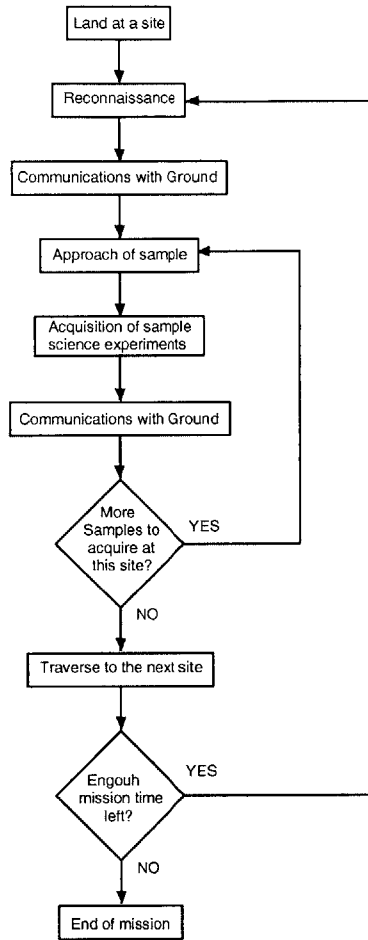 Land at a site
Reconnaissance
Communications with Ground
Approach of sample
Acquisition of sample
science experiments
Communications with Ground
More
Samples to
acquire at
this site?
YES
NO
Traverse to the next site
Engouh
mission time
left?
YES
NO
End of mission